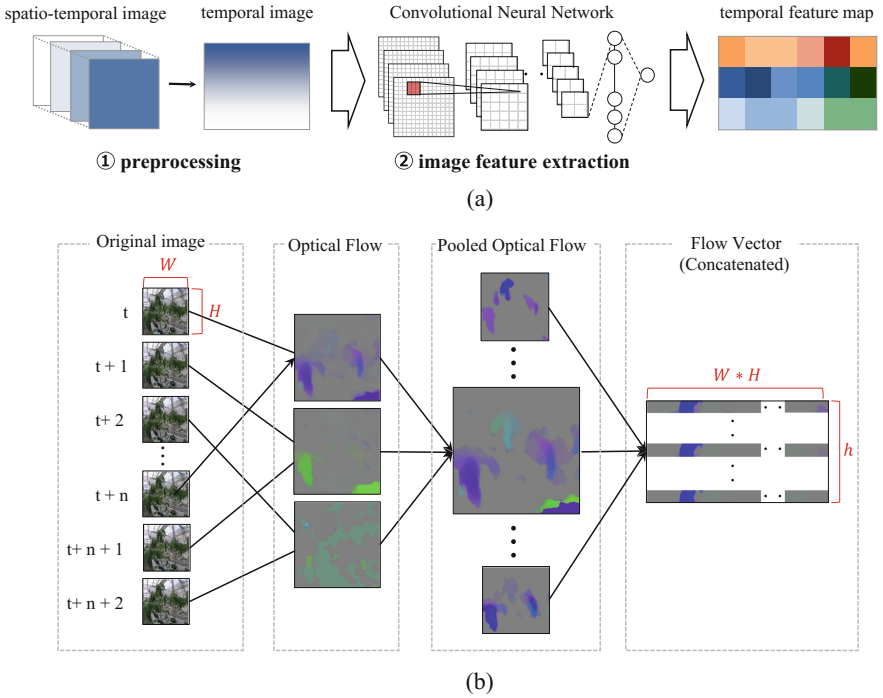 spatio-temporal image
temporal image
Convolutional Neural Network
temporal feature map
① preprocessing
② image feature extraction
(a)
Original image
Optical Flow
Pooled Optical Flow
Flow Vector
(Concatenated)
W
H
t
t + 1
t+ 2
t + n
t+ n + 1
t+ n + 2
W * H
h
(b)